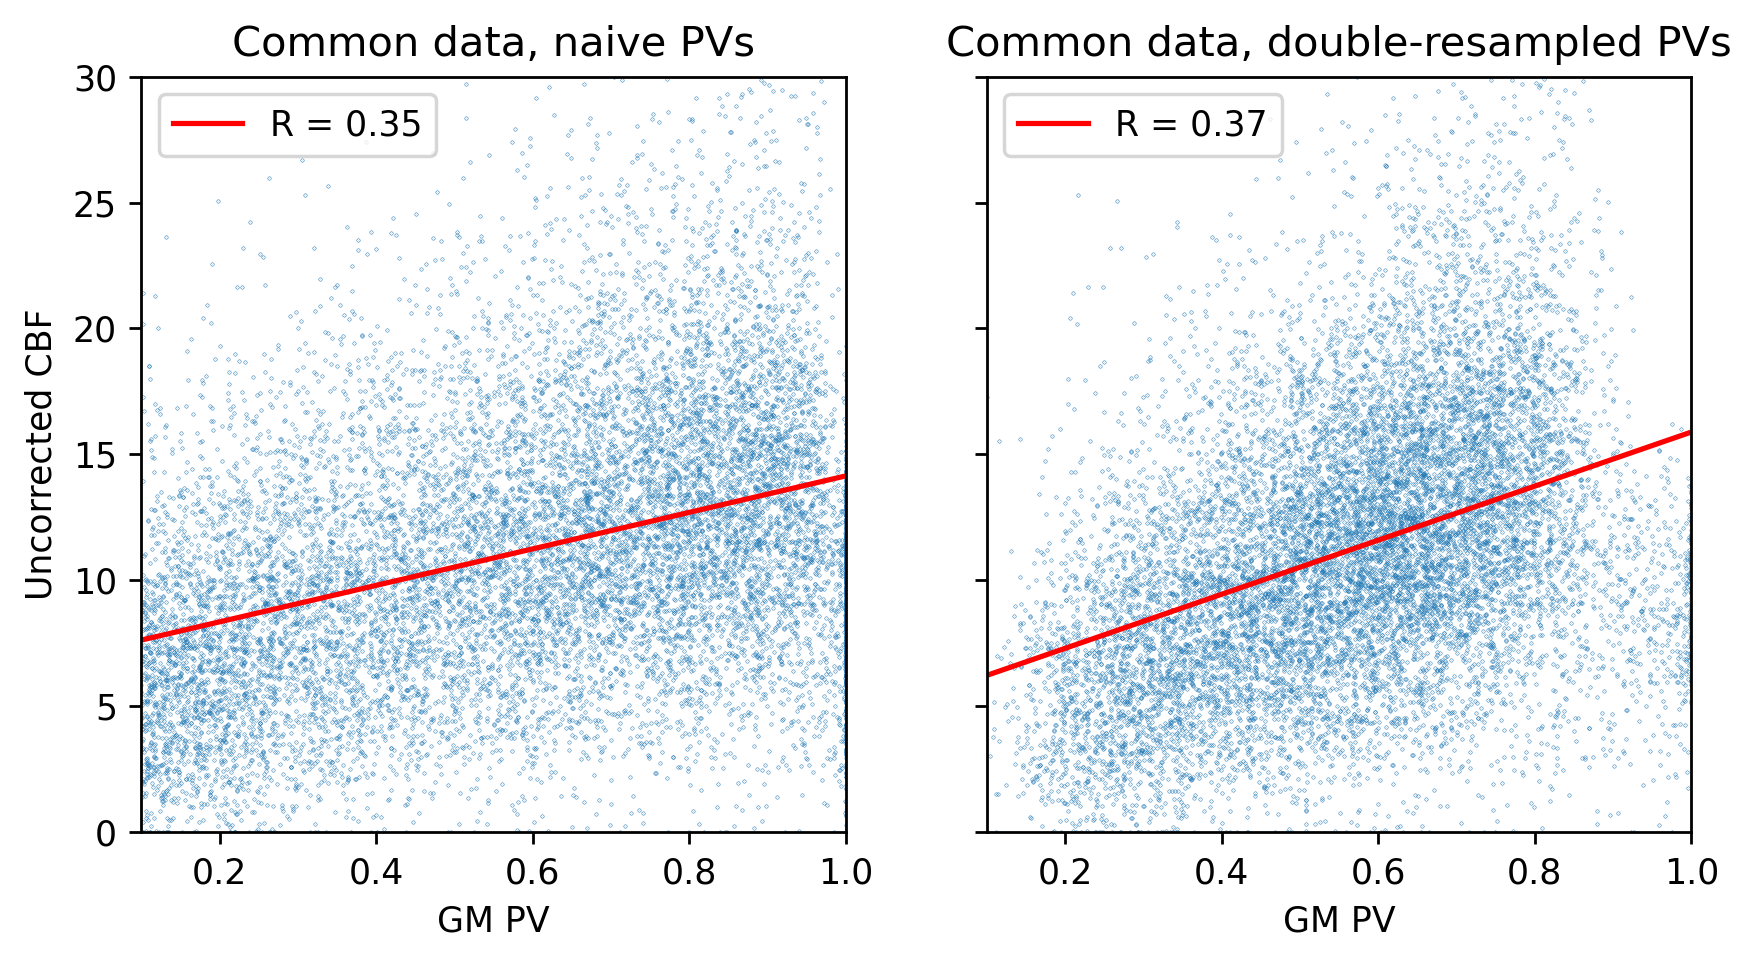 Common data, naive PVs
Common data, double-resampled PVs
R = 0.35
R = 0.37
Uncorrected CBF
30
25
20
15
10
5
0
0.2 0.4 0.6 0.8 1.0
0.2 0.4 0.6 0.8 1.0
GM PV
GM PV